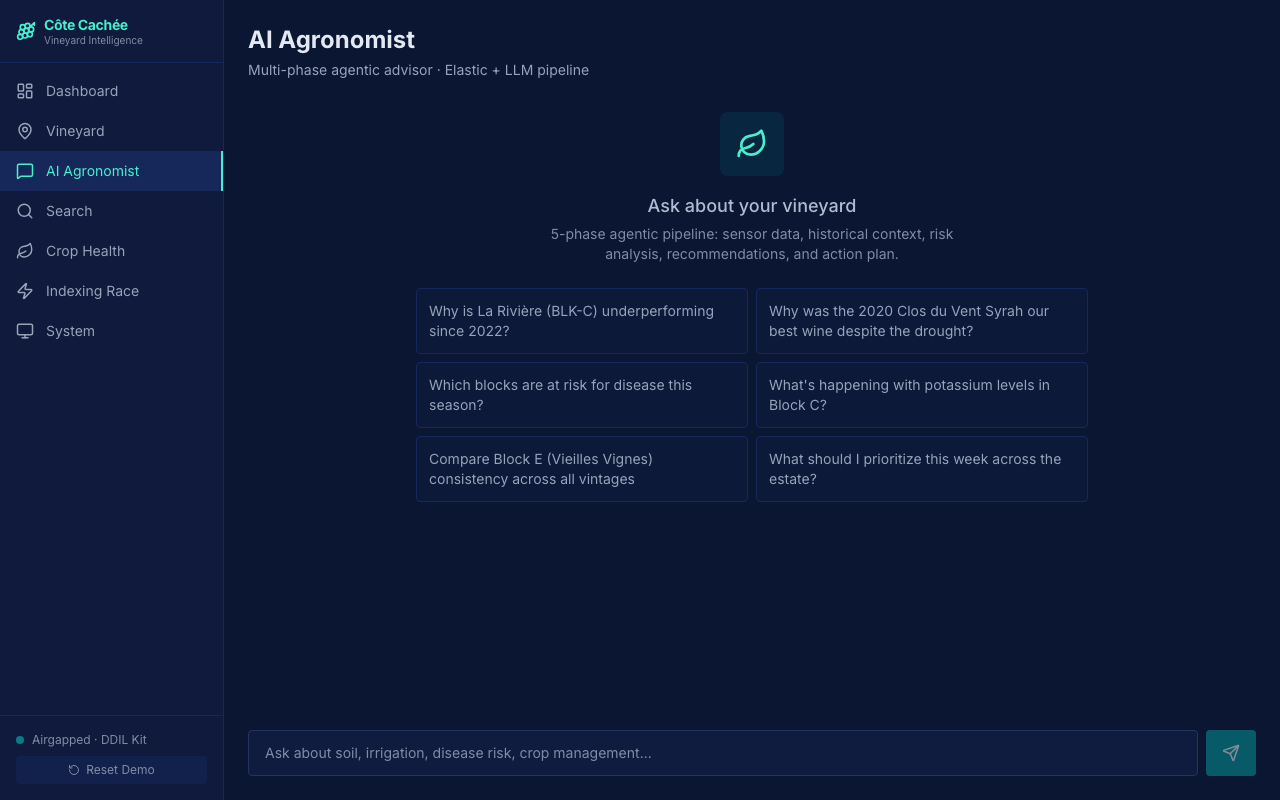 Côte Cachée
Vineyard Intelligence
Dashboard
Vineyard
AI Agronomist
Search
Crop Health
Indexing Race
System
Airgapped · DDIL Kit
Reset Demo
AI Agronomist
Multi-phase agentic advisor · Elastic + LLM pipeline
Ask about your vineyard
5-phase agentic pipeline: sensor data, historical context, risk
analysis, recommendations, and action plan.
Why is La Rivière (BLK-C) underperforming
since 2022?
Why was the 2020 Clos du Vent Syrah our
best wine despite the drought?
Which blocks are at risk for disease this
season?
What's happening with potassium levels in
Block C?
Compare Block E (Vieilles Vignes)
consistency across all vintages
What should I prioritize this week across the
estate?
Ask about soil, irrigation, disease risk, crop management...